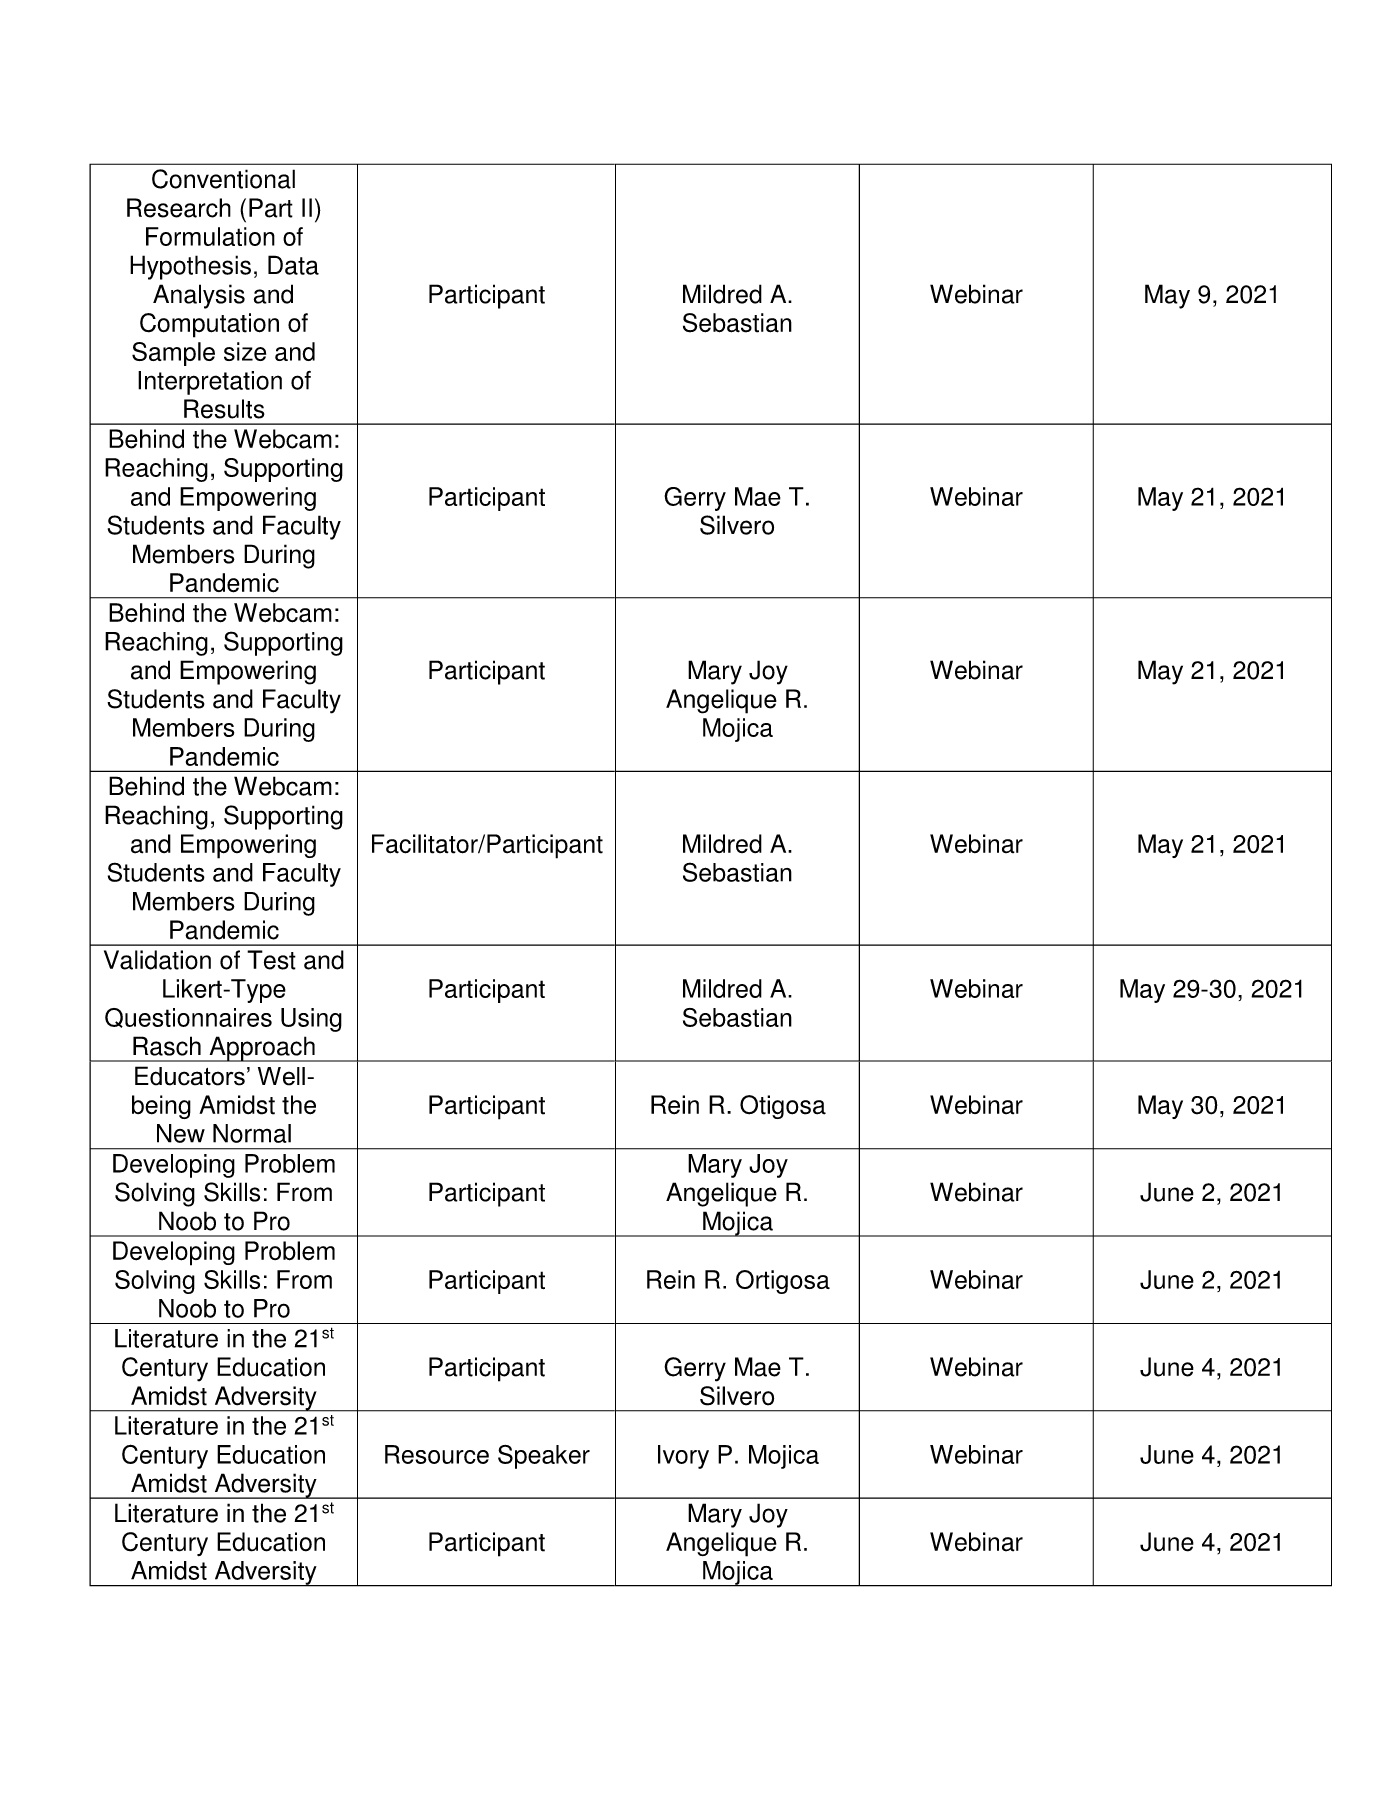 Conventional
Research (Part II)
Formulation of
Hypothesis, Data
Analysis and
Computation of
Sample size and
Interpretation of
Results
Participant
Mildred A.
Sebastian
Webinar
May 9, 2021
Behind the Webcam:
Reaching, Supporting
and Empowering
Students and Faculty
Members During
Pandemic
Participant
Gerry Mae T.
Silvero
Webinar
May 21, 2021
Behind the Webcam:
Reaching, Supporting
and Empowering
Students and Faculty
Members During
Pandemic
Participant
Mary Joy
Angelique R.
Mojica
Webinar
May 21, 2021
Behind the Webcam:
Reaching, Supporting
and Empowering
Students and Faculty
Members During
Pandemic
Facilitator/Participant
Mildred A.
Sebastian
Webinar
May 21, 2021
Validation of Test and
Likert-Type
Questionnaires Using
Rasch Approach
Participant
Mildred A.
Sebastian
Webinar
May 29-30, 2021
Educators’ Well-
being Amidst the
New Normal
Participant
Rein R. Otigosa
Webinar
May 30, 2021
Developing Problem
Solving Skills: From
Noob to Pro
Participant
Mary Joy
Angelique R.
Mojica
Webinar
June 2, 2021
Developing Problem
Solving Skills: From
Noob to Pro
Participant
Rein R. Ortigosa
Webinar
June 2, 2021
Literature in the 21st
Century Education
Amidst Adversity
Participant
Gerry Mae T.
Silvero
Webinar
June 4, 2021
Literature in the 21st
Century Education
Amidst Adversity
Resource Speaker
Ivory P. Mojica
Webinar
June 4, 2021
Literature in the 21st
Century Education
Amidst Adversity
Participant
Mary Joy
Angelique R.
Mojica
Webinar
June 4, 2021